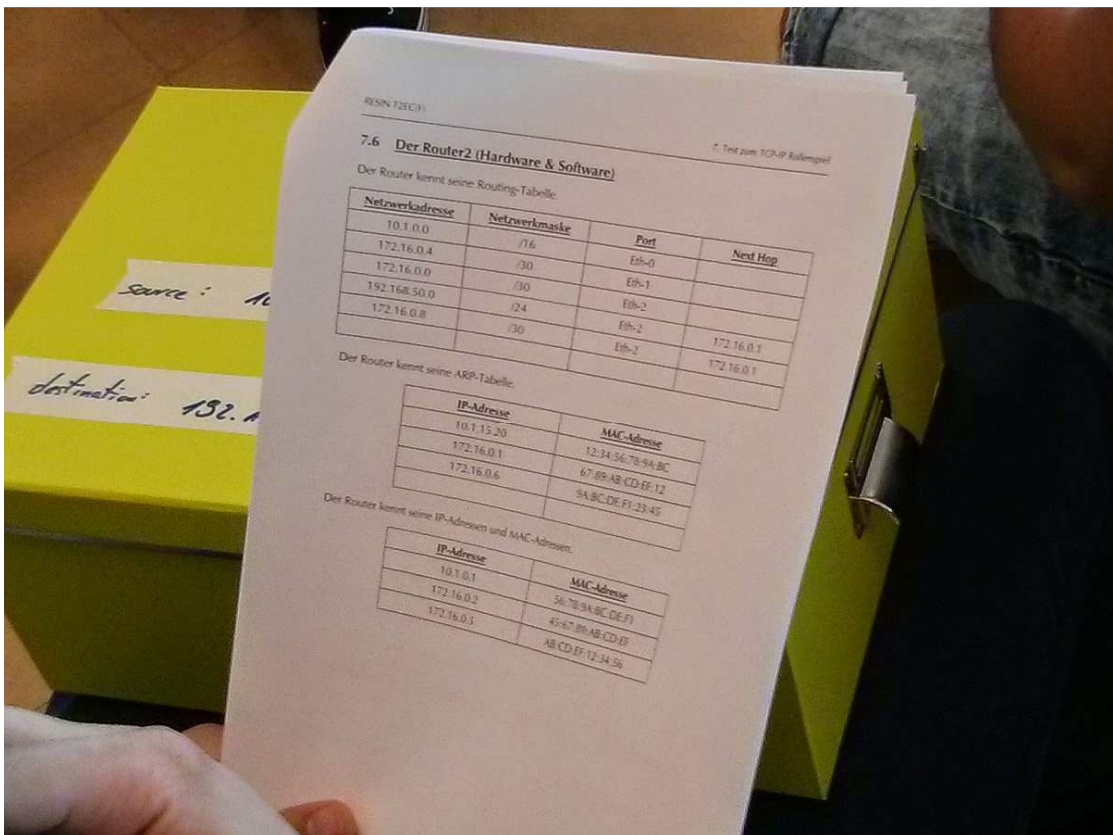 RESIN T2EC(F)
7. Test zum TCP-IP Rollenspiel
7.6 Der Router2 (Hardware & Software)
Der Router kennt seine Routing-Tabelle.
Netzwerkadresse Netzwerkmaske Port Next Hop
10.1.0.0 /16 Eth-0
172.16.0.4 /30 Eth-1
172.16.0.0 /30 Eth-2
192.168.50.0 /24 Eth-2 172.16.0.1
172.16.0.8 /30 Eth-2 172.16.0.1
Der Router kennt seine ARP-Tabelle.
IP-Adresse MAC-Adresse
10.1.15.20 12:34:56:78:9A:BC
172.16.0.1 67:89:AB:CD:EF:12
172.16.0.6 9A:BC:DE:F1:23:45
Der Router kennt seine IP-Adressen und MAC-Adressen.
IP-Adresse MAC-Adresse
10.1.0.1 56:78:9A:BC:DE:F1
172.16.0.2 45:67:89:AB:CD:EF
172.16.0.5 AB:CD:EF:12:34:56
source:
destination: